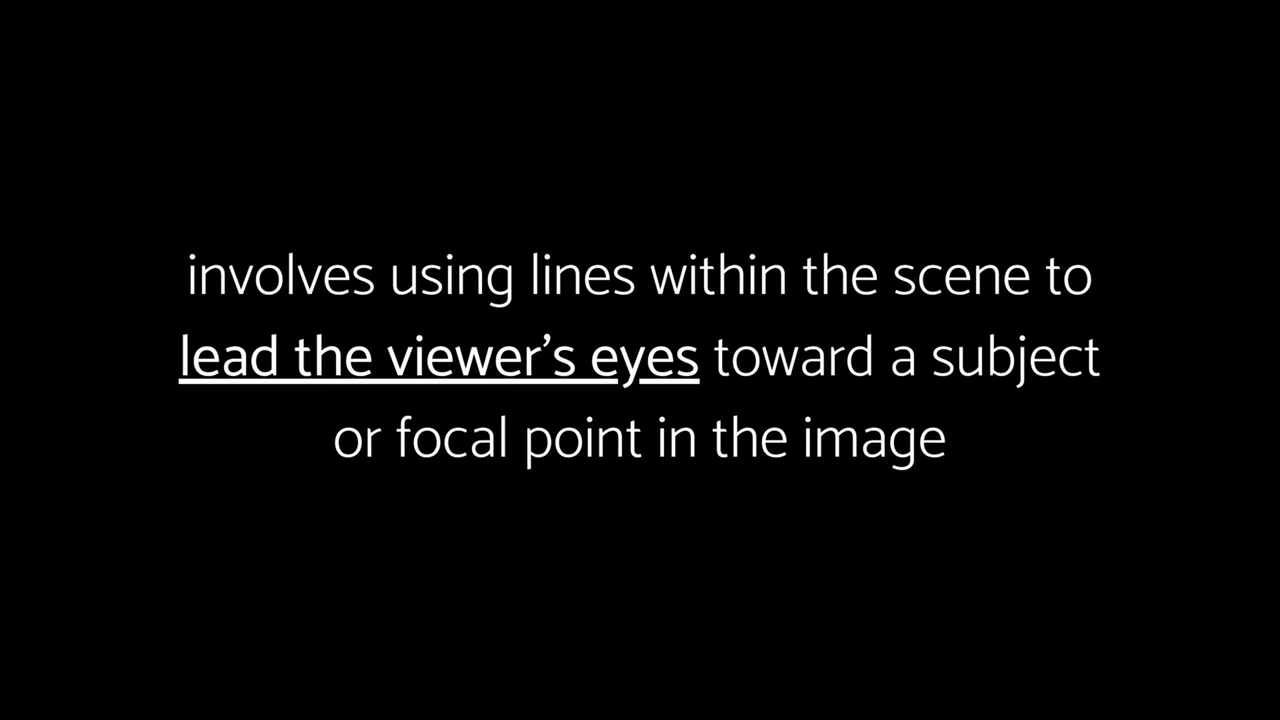 involves using lines within the scene to
lead the viewer’s eyes toward a subject
or focal point in the image